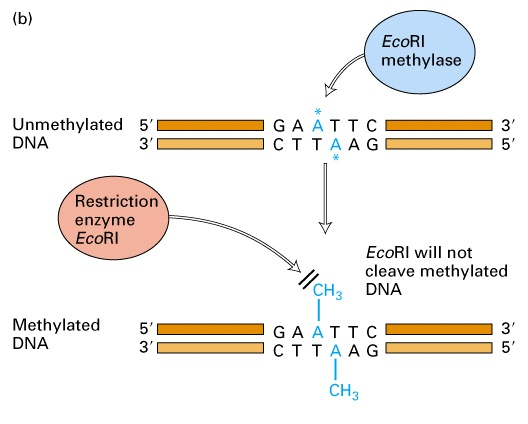 (b)
EcoRI
methylase
*
Unmethylated
DNA
5′ G A A T T C 3′
3′ C T T A A G 5′
*
Restriction
enzyme
EcoRI
EcoRI will not
cleave methylated
DNA
CH₃
Methylated
DNA
5′ G A A T T C 3′
3′ C T T A A G 5′
CH₃